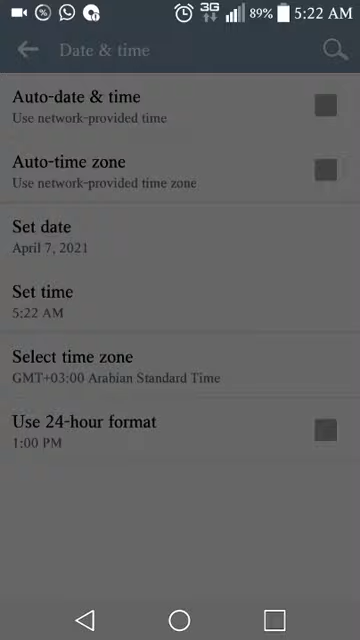 3G 89% 5:22 AM
Date & time
Auto-date & time
Use network-provided time
Auto-time zone
Use network-provided time zone
Set date
April 7, 2021
Set time
5:22 AM
Select time zone
GMT+03:00 Arabian Standard Time
Use 24-hour format
1:00 PM